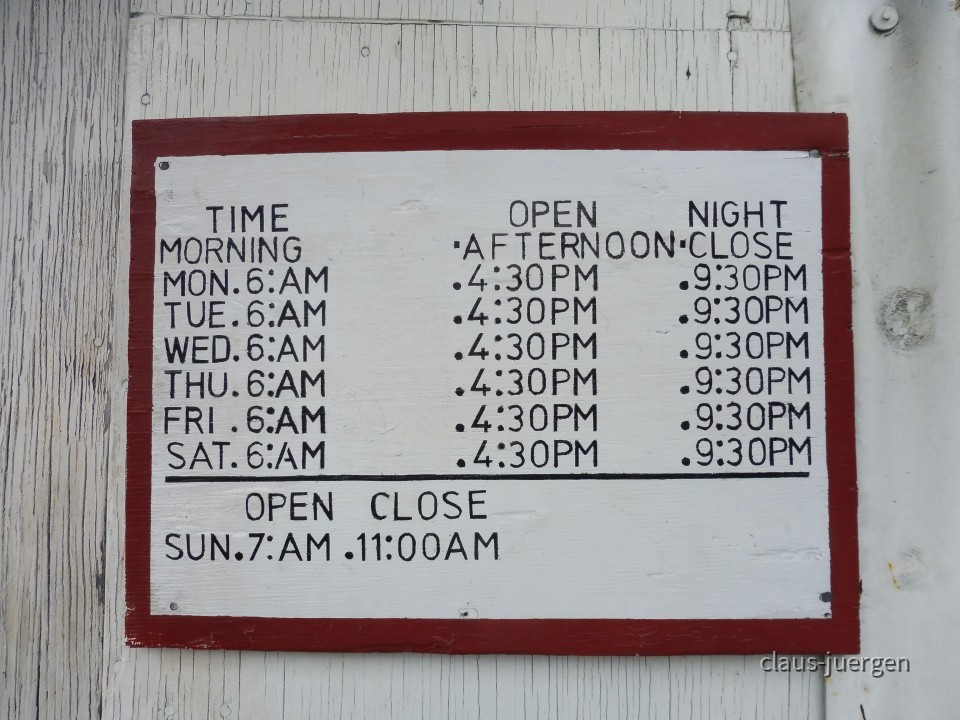 TIME OPEN NIGHT
MORNING ·AFTERNOON·CLOSE
MON.6:AM .4:30PM .9:30PM
TUE.6:AM .4:30PM .9:30PM
WED.6:AM .4:30PM .9:30PM
THU.6:AM .4:30PM .9:30PM
FRI .6:AM .4:30PM .9:30PM
SAT.6:AM .4:30PM .9:30PM
OPEN CLOSE
SUN.7:AM .11:00AM
claus-juergen